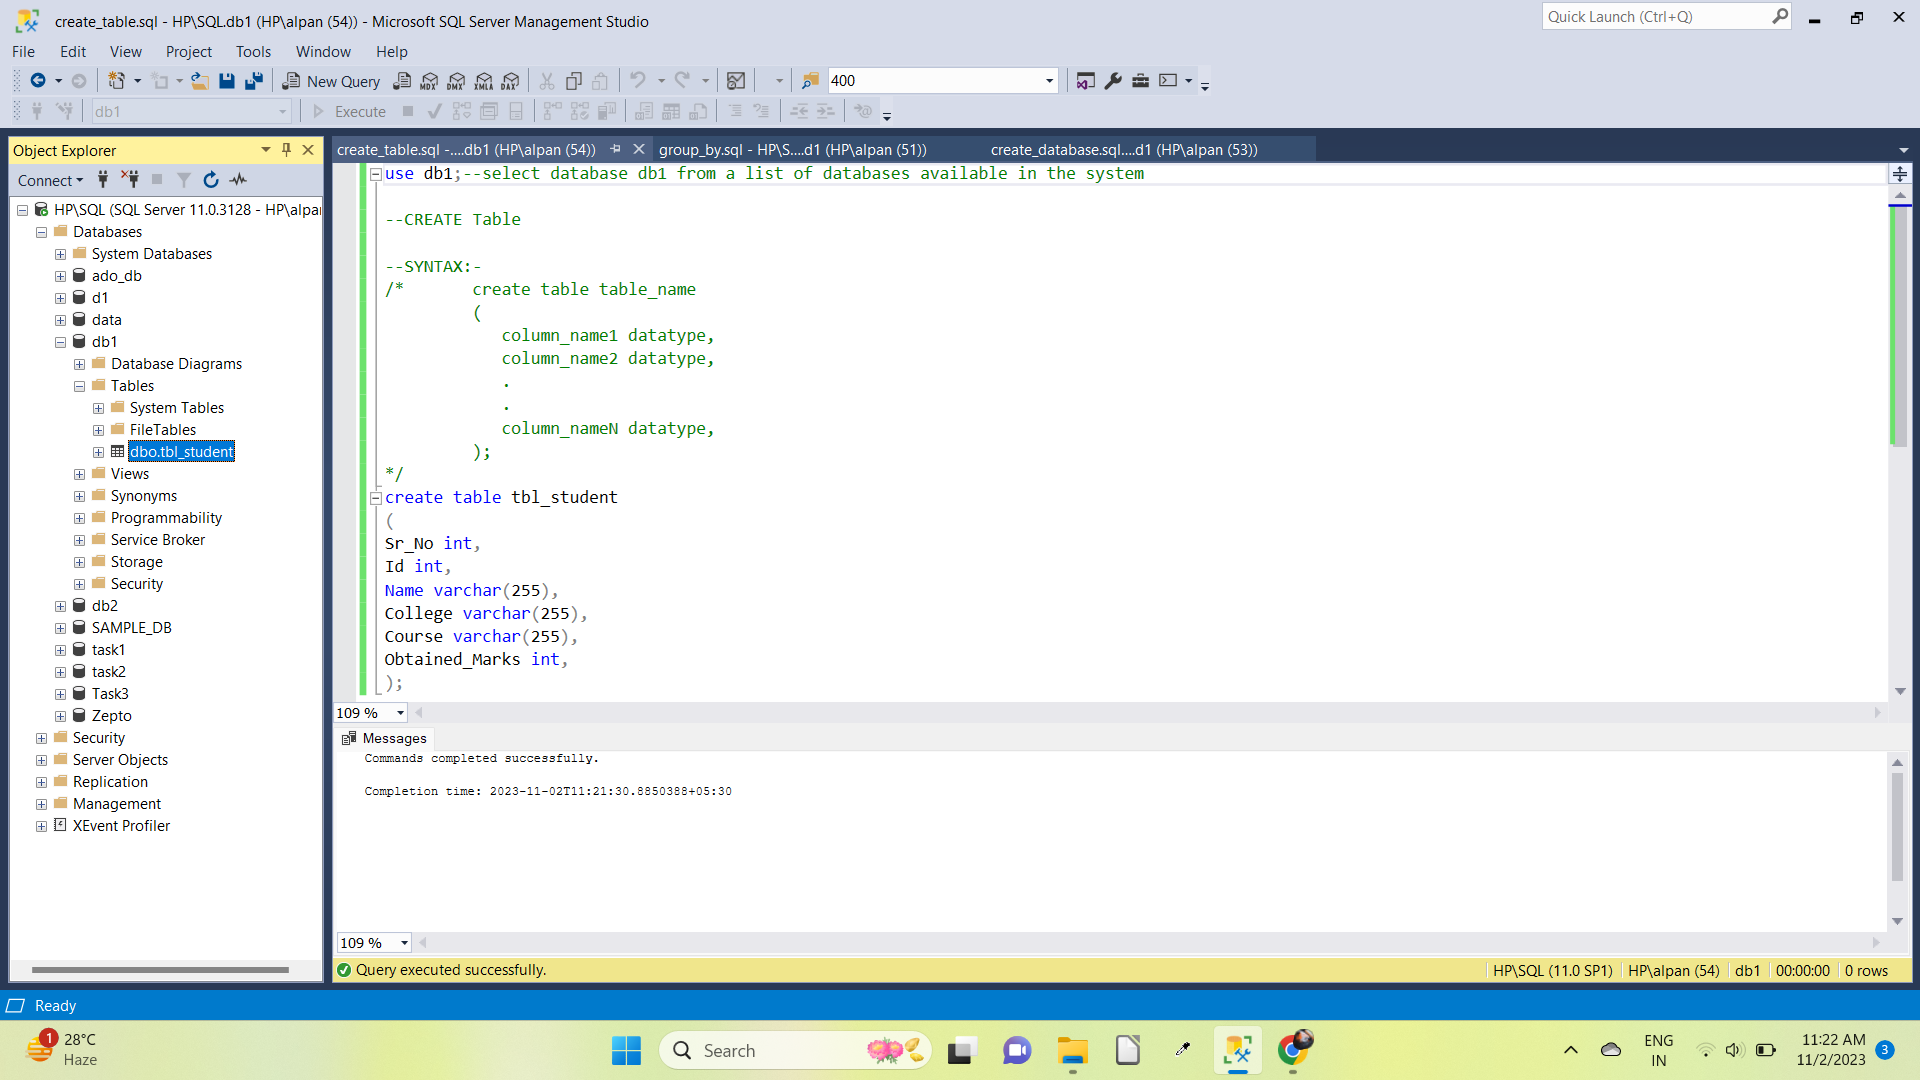 create_table.sql - HP\SQL.db1 (HP\alpan (54)) - Microsoft SQL Server Management Studio
Quick Launch (Ctrl+Q)
File Edit View Project Tools Window Help
New Query
MDX DMX XMLA DAX
400
db1
Execute
Object Explorer
Connect
HP\SQL (SQL Server 11.0.3128 - HP\alpa
Databases
System Databases
ado_db
d1
data
db1
Database Diagrams
Tables
System Tables
FileTables
dbo.tbl_student
Views
Synonyms
Programmability
Service Broker
Storage
Security
db2
SAMPLE_DB
task1
task2
Task3
Zepto
Security
Server Objects
Replication
Management
XEvent Profiler
create_table.sql -....db1 (HP\alpan (54))
group_by.sql - HP\S....d1 (HP\alpan (51))
create_database.sql....d1 (HP\alpan (53))
use db1;--select database db1 from a list of databases available in the system
--CREATE Table
--SYNTAX:-
/* create table table_name
(
column_name1 datatype,
column_name2 datatype,
.
.
column_nameN datatype,
);
*/
create table tbl_student
(
Sr_No int,
Id int,
Name varchar(255),
College varchar(255),
Course varchar(255),
Obtained_Marks int,
);
109 %
Messages
Commands completed successfully.
Completion time: 2023-11-02T11:21:30.8850388+05:30
109 %
Query executed successfully.
HP\SQL (11.0 SP1) HP\alpan (54) db1 00:00:00 0 rows
Ready
1
28°C
Haze
Search
ENG
IN
11:22 AM
11/2/2023
3